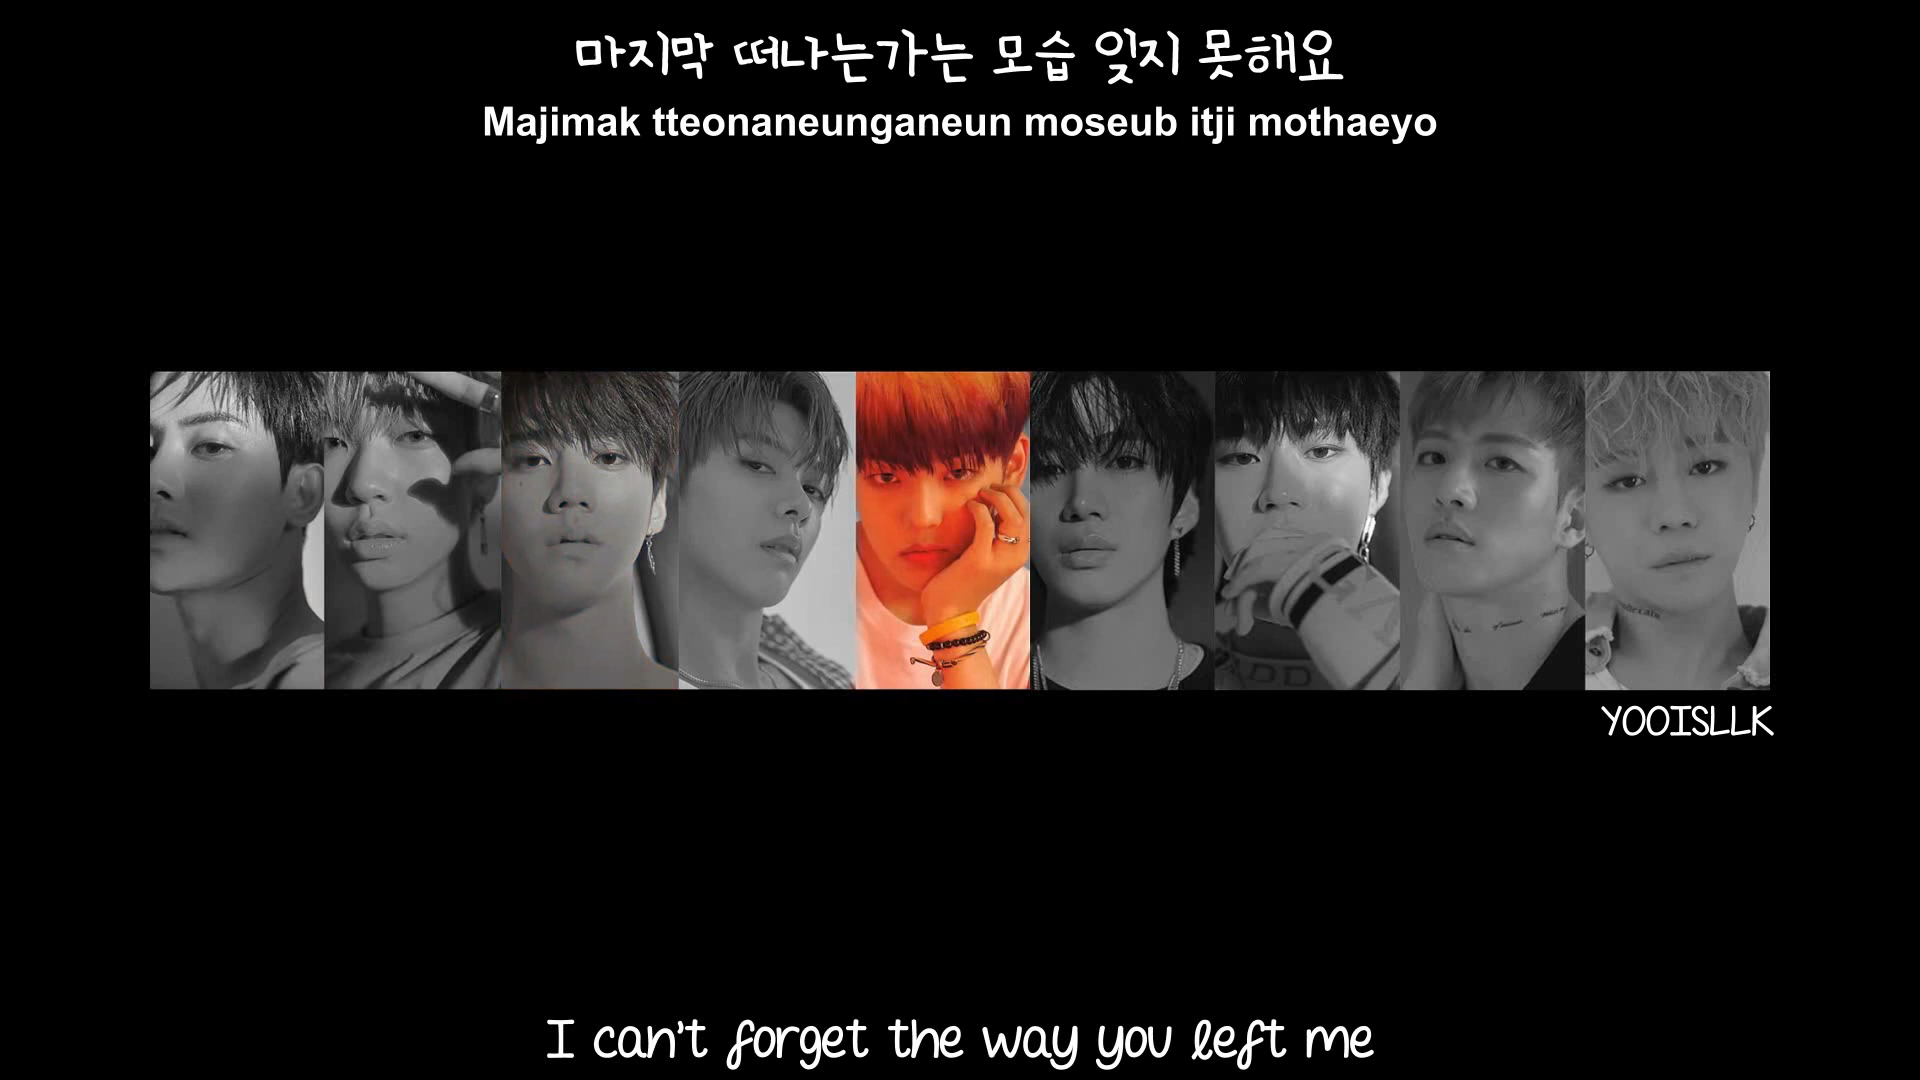 마지막 떠나는가는 모습 잊지 못해요
Majimak tteonaneunganeun moseub itji mothaeyo
YOOISLLK
I can't forget the way you left me